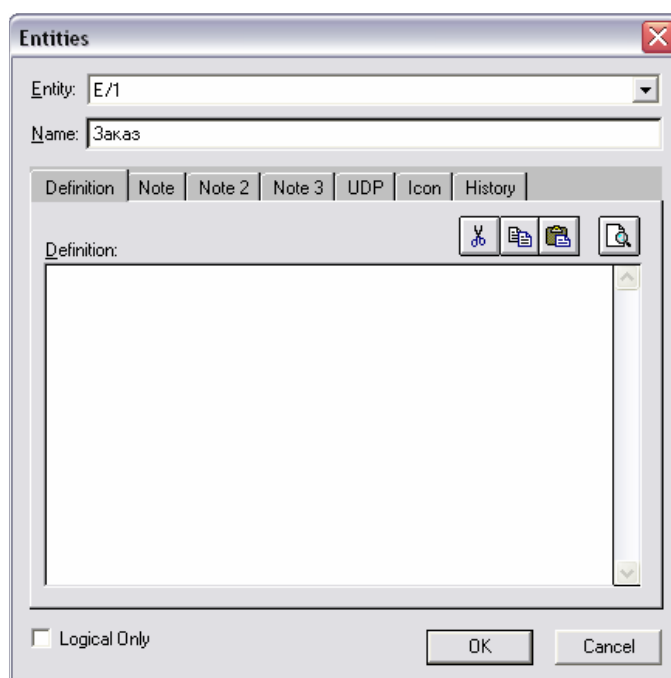 Entities
Entity: E/1
Name: Заказ
Definition Note Note 2 Note 3 UDP Icon History
Definition:
Logical Only OK Cancel